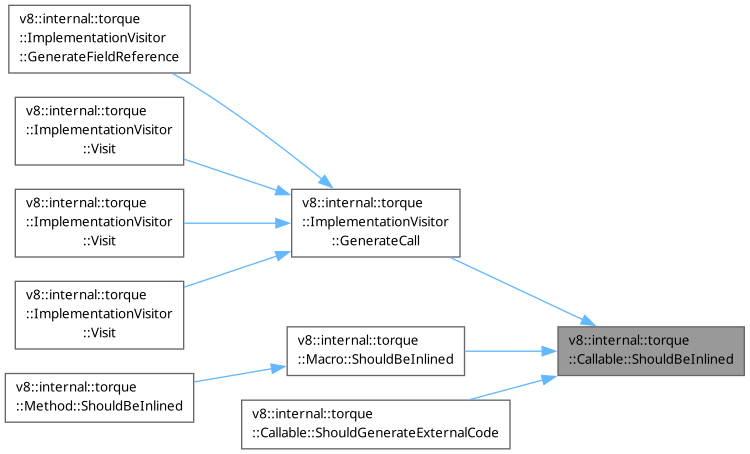 v8::internal::torque
::ImplementationVisitor
::GenerateFieldReference
v8::internal::torque
::ImplementationVisitor
::Visit
v8::internal::torque
::ImplementationVisitor
::Visit
v8::internal::torque
::ImplementationVisitor
::GenerateCall
v8::internal::torque
::ImplementationVisitor
::Visit
v8::internal::torque
::Macro::ShouldBeInlined
v8::internal::torque
::Callable::ShouldBeInlined
v8::internal::torque
::Method::ShouldBeInlined
v8::internal::torque
::Callable::ShouldGenerateExternalCode